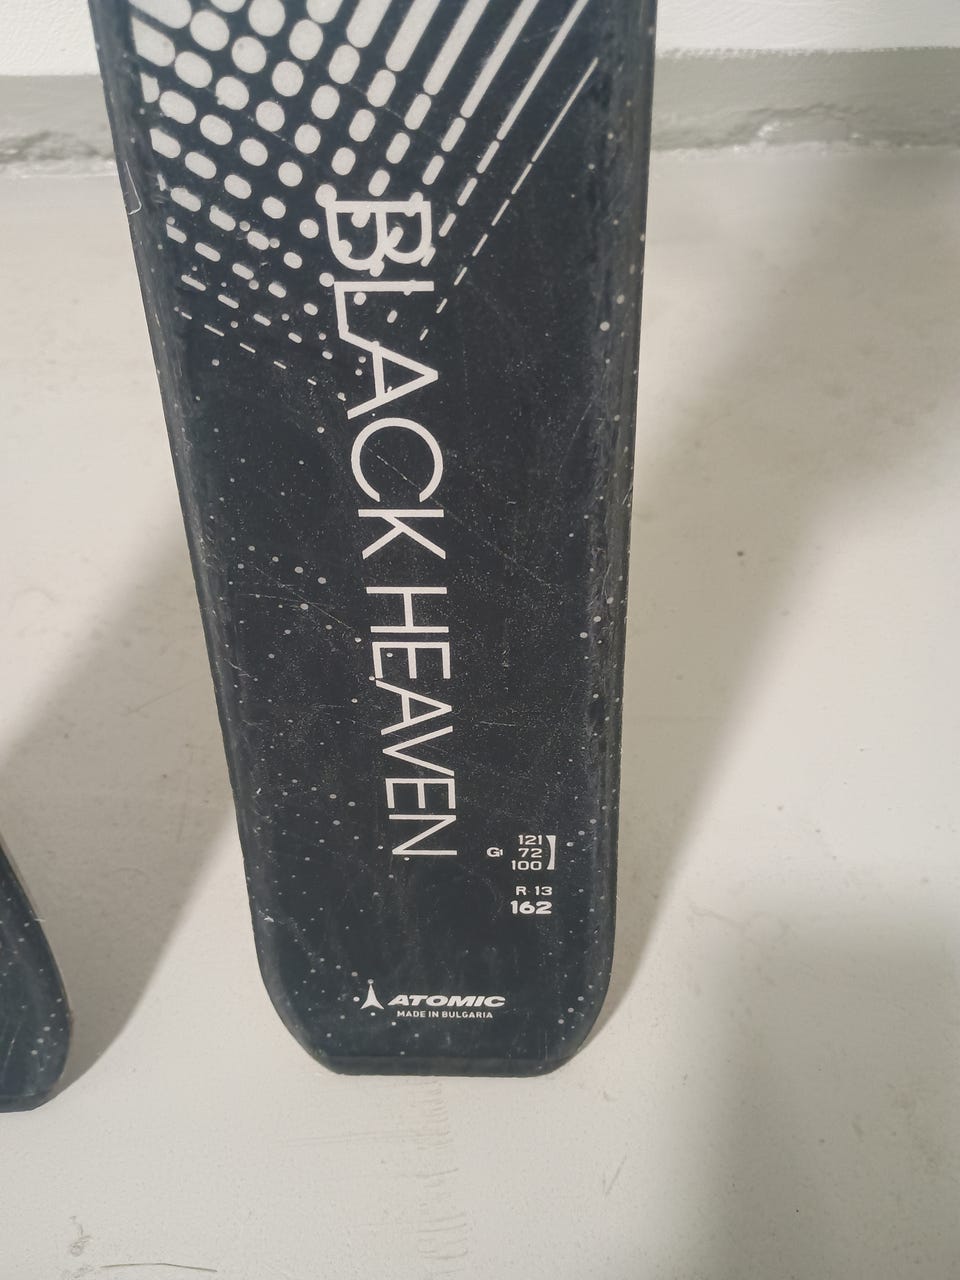 BLACK HEAVEN
121
G 72
100
R 13
162
ATOMIC
MADE IN BULGARIA